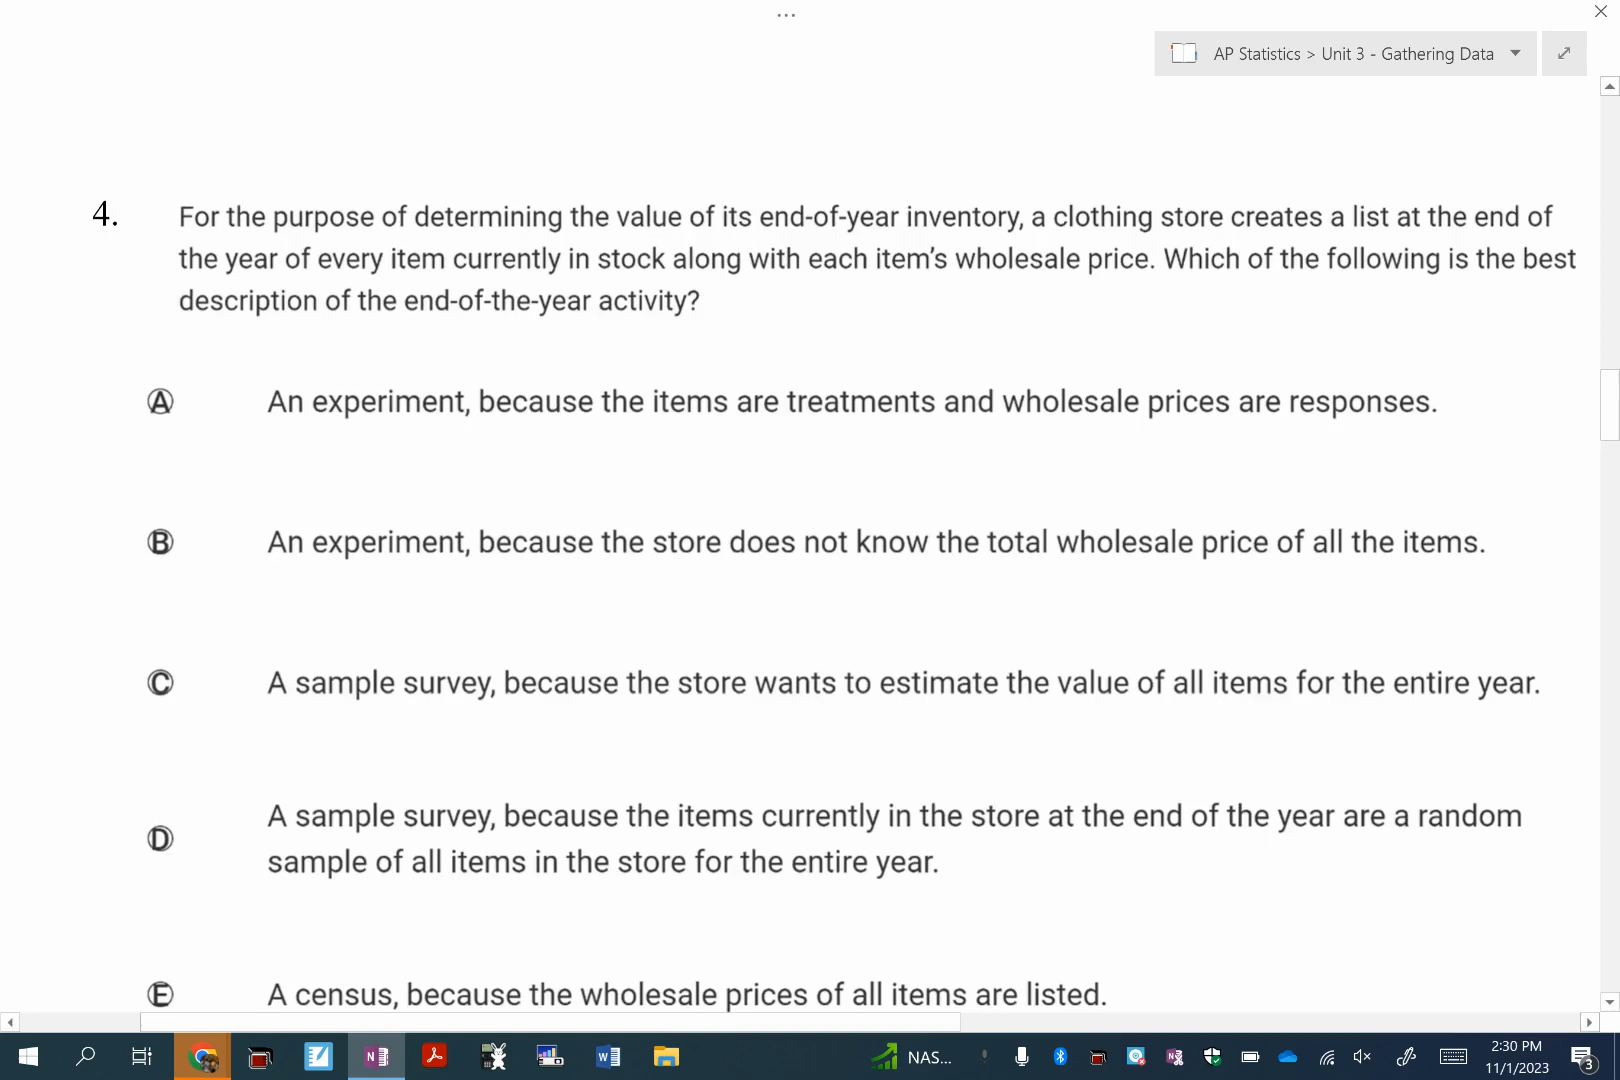 ...
AP Statistics > Unit 3 - Gathering Data
4.
For the purpose of determining the value of its end-of-year inventory, a clothing store creates a list at the end of
the year of every item currently in stock along with each item's wholesale price. Which of the following is the best
description of the end-of-the-year activity?
A An experiment, because the items are treatments and wholesale prices are responses.
B An experiment, because the store does not know the total wholesale price of all the items.
C A sample survey, because the store wants to estimate the value of all items for the entire year.
D A sample survey, because the items currently in the store at the end of the year are a random
sample of all items in the store for the entire year.
E A census, because the wholesale prices of all items are listed.
NAS...
2:30 PM
11/1/2023
3